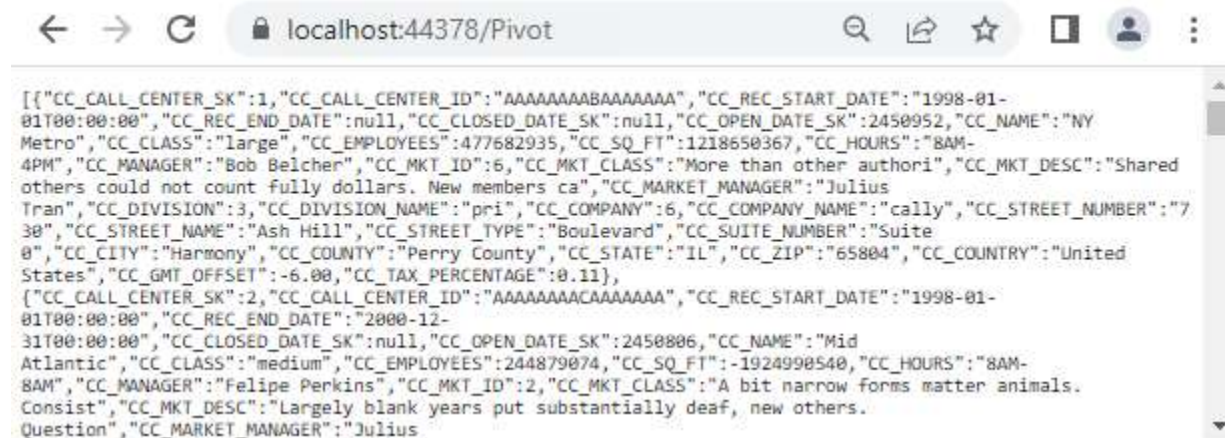 localhost:44378/Pivot
[{"CC_CALL_CENTER_SK":1,"CC_CALL_CENTER_ID":"AAAAAAAABAAAAAAA","CC_REC_START_DATE":"1998-01-
01T00:00:00","CC_REC_END_DATE":null,"CC_CLOSED_DATE_SK":null,"CC_OPEN_DATE_SK":2450952,"CC_NAME":"NY
Metro","CC_CLASS":"large","CC_EMPLOYEES":477682935,"CC_SQ_FT":1218650367,"CC_HOURS":"8AM-
4PM","CC_MANAGER":"Bob Belcher","CC_MKT_ID":6,"CC_MKT_CLASS":"More than other authori","CC_MKT_DESC":"Shared
others could not count fully dollars. New members ca","CC_MARKET_MANAGER":"Julius
Tran","CC_DIVISION":3,"CC_DIVISION_NAME":"pri","CC_COMPANY":6,"CC_COMPANY_NAME":"cally","CC_STREET_NUMBER":"7
30","CC_STREET_NAME":"Ash Hill","CC_STREET_TYPE":"Boulevard","CC_SUITE_NUMBER":"Suite
0","CC_CITY":"Harmony","CC_COUNTY":"Perry County","CC_STATE":"IL","CC_ZIP":"65804","CC_COUNTRY":"United
States","CC_GMT_OFFSET":-6.00,"CC_TAX_PERCENTAGE":0.11},
{"CC_CALL_CENTER_SK":2,"CC_CALL_CENTER_ID":"AAAAAAAACAAAAAAA","CC_REC_START_DATE":"1998-01-
01T00:00:00","CC_REC_END_DATE":"2000-12-
31T00:00:00","CC_CLOSED_DATE_SK":null,"CC_OPEN_DATE_SK":2450806,"CC_NAME":"Mid
Atlantic","CC_CLASS":"medium","CC_EMPLOYEES":244879074,"CC_SQ_FT":-1924990540,"CC_HOURS":"8AM-
8AM","CC_MANAGER":"Felipe Perkins","CC_MKT_ID":2,"CC_MKT_CLASS":"A bit narrow forms matter animals.
Consist","CC_MKT_DESC":"Largely blank years put substantially deaf, new others.
Question","CC_MARKET_MANAGER":"Julius